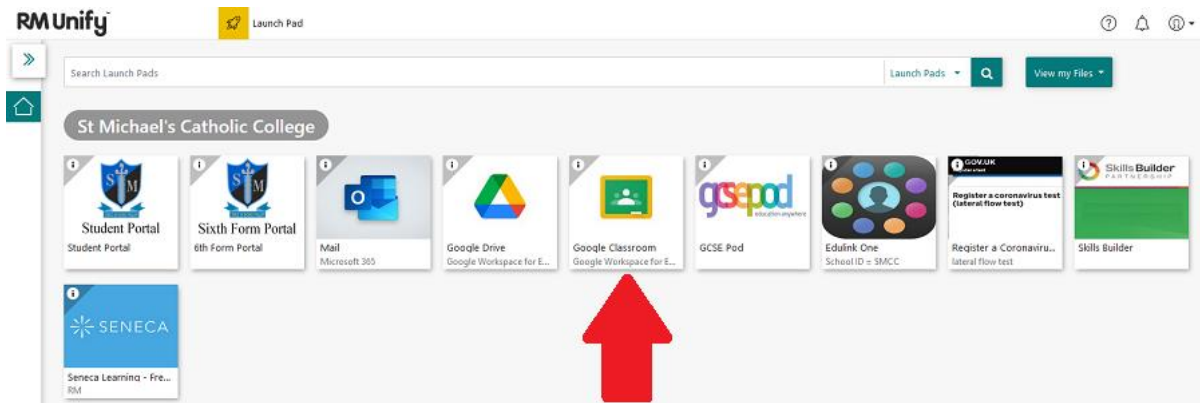 RM Unify
Launch Pad
Search Launch Pads
Launch Pads
View my Files
St Michael's Catholic College
S M
Student Portal
Student Portal
S M
Sixth Form Portal
6th Form Portal
Mail
Microsoft 365
Google Drive
Google Workspace for E...
Google Classroom
Google Workspace for E...
gcsepod
education anywhere
GCSE Pod
Edulink One
School ID = SMCC
GOV.UK
Register a coronavirus test
(lateral flow test)
Register a Coronaviru...
lateral flow test
Skills Builder
PARTNERSHIP
Skills Builder
SENECA
Seneca Learning - Fre...
RM